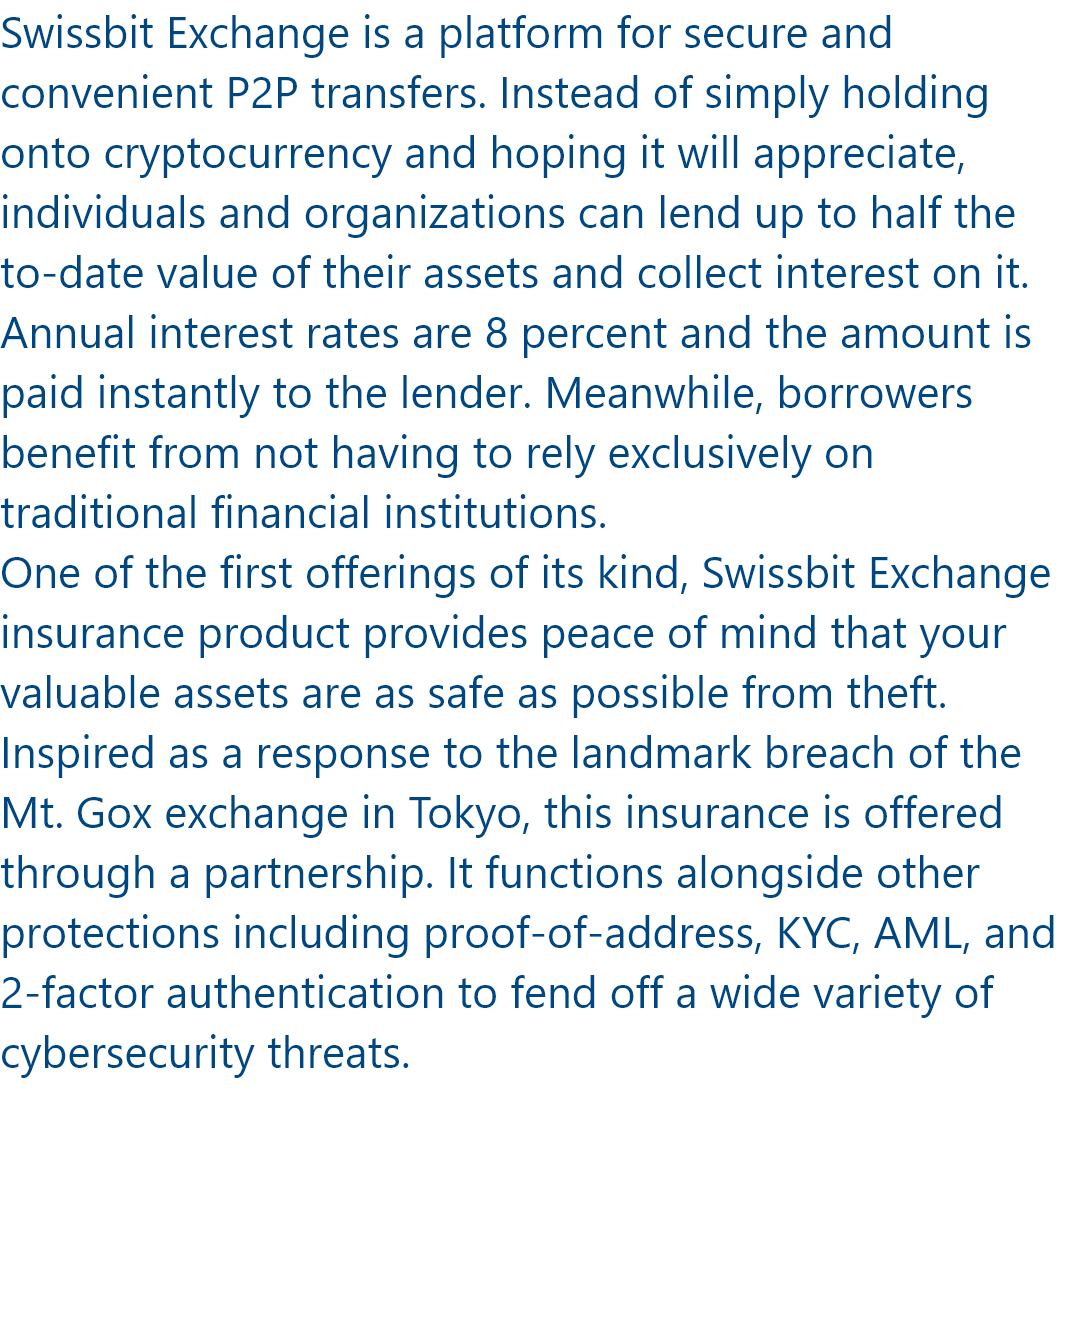 Swissbit Exchange is a platform for secure and
convenient P2P transfers. Instead of simply holding
onto cryptocurrency and hoping it will appreciate,
individuals and organizations can lend up to half the
to-date value of their assets and collect interest on it.
Annual interest rates are 8 percent and the amount is
paid instantly to the lender. Meanwhile, borrowers
benefit from not having to rely exclusively on
traditional financial institutions.
One of the first offerings of its kind, Swissbit Exchange
insurance product provides peace of mind that your
valuable assets are as safe as possible from theft.
Inspired as a response to the landmark breach of the
Mt. Gox exchange in Tokyo, this insurance is offered
through a partnership. It functions alongside other
protections including proof-of-address, KYC, AML, and
2-factor authentication to fend off a wide variety of
cybersecurity threats.